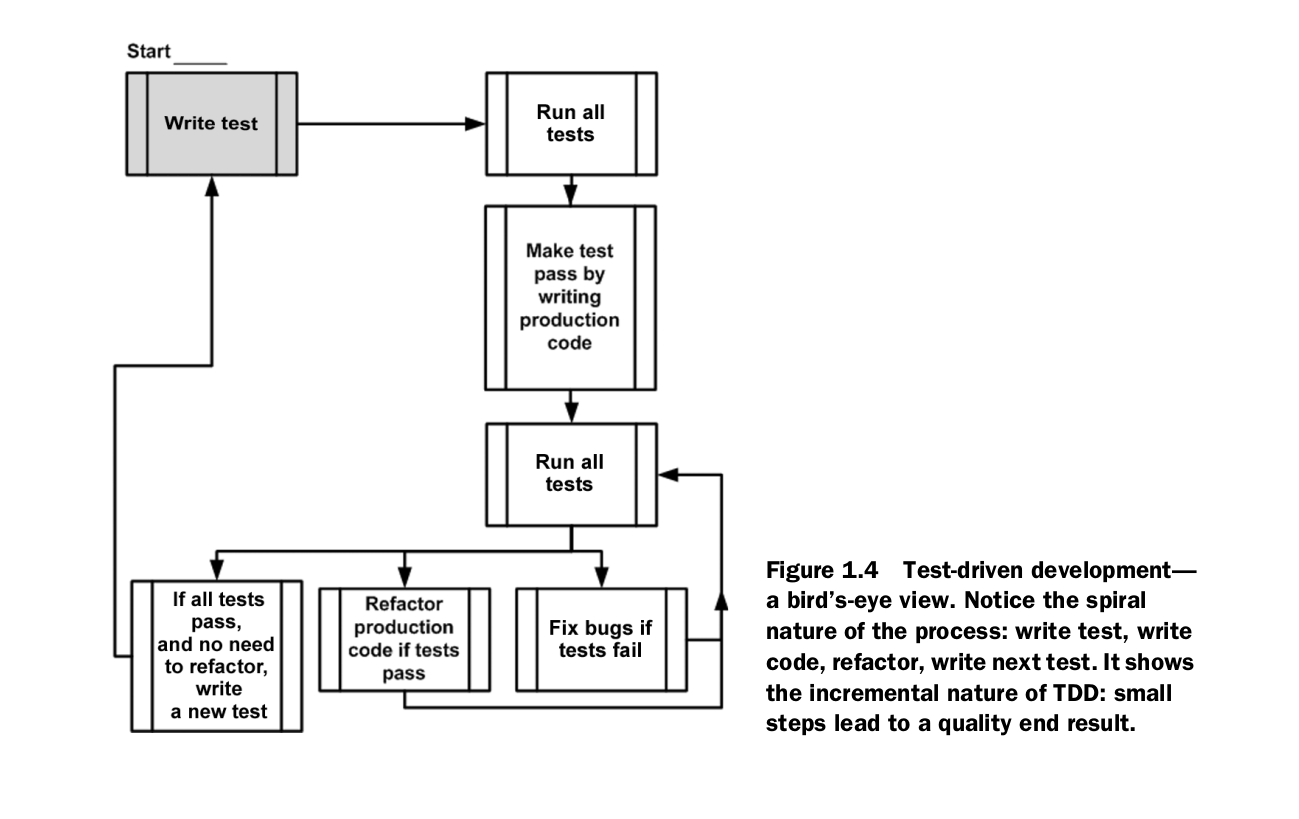 Start _____
Write test
Run all
tests
Make test
pass by
writing
production
code
Run all
tests
If all tests
pass,
and no need
to refactor,
write
a new test
Refactor
production
code if tests
pass
Fix bugs if
tests fail
Figure 1.4 Test-driven development—
a bird’s-eye view. Notice the spiral
nature of the process: write test, write
code, refactor, write next test. It shows
the incremental nature of TDD: small
steps lead to a quality end result.